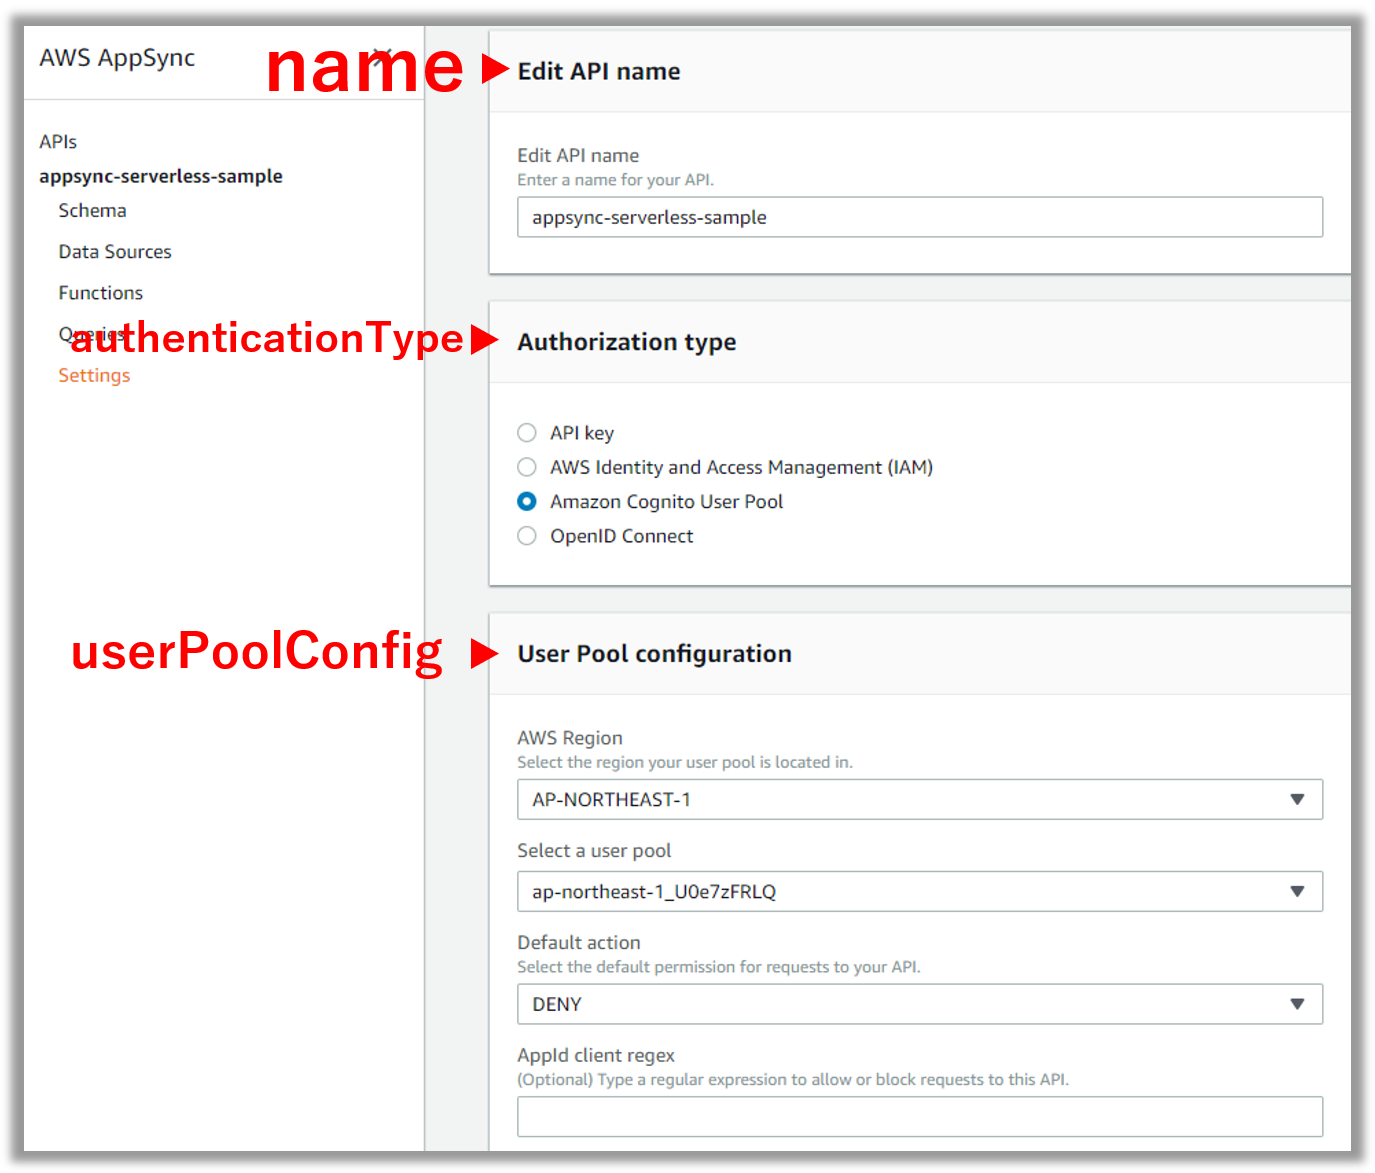 AWS AppSync
name
APIs
appsync-serverless-sample
Schema
Data Sources
Functions
Queries
authenticationType
Settings
userPoolConfig
Edit API name
Edit API name
Enter a name for your API.
appsync-serverless-sample
Authorization type
API key
AWS Identity and Access Management (IAM)
Amazon Cognito User Pool
OpenID Connect
User Pool configuration
AWS Region
Select the region your user pool is located in.
AP-NORTHEAST-1
Select a user pool
ap-northeast-1_U0e7zFRLQ
Default action
Select the default permission for requests to your API.
DENY
AppId client regex
(Optional) Type a regular expression to allow or block requests to this API.